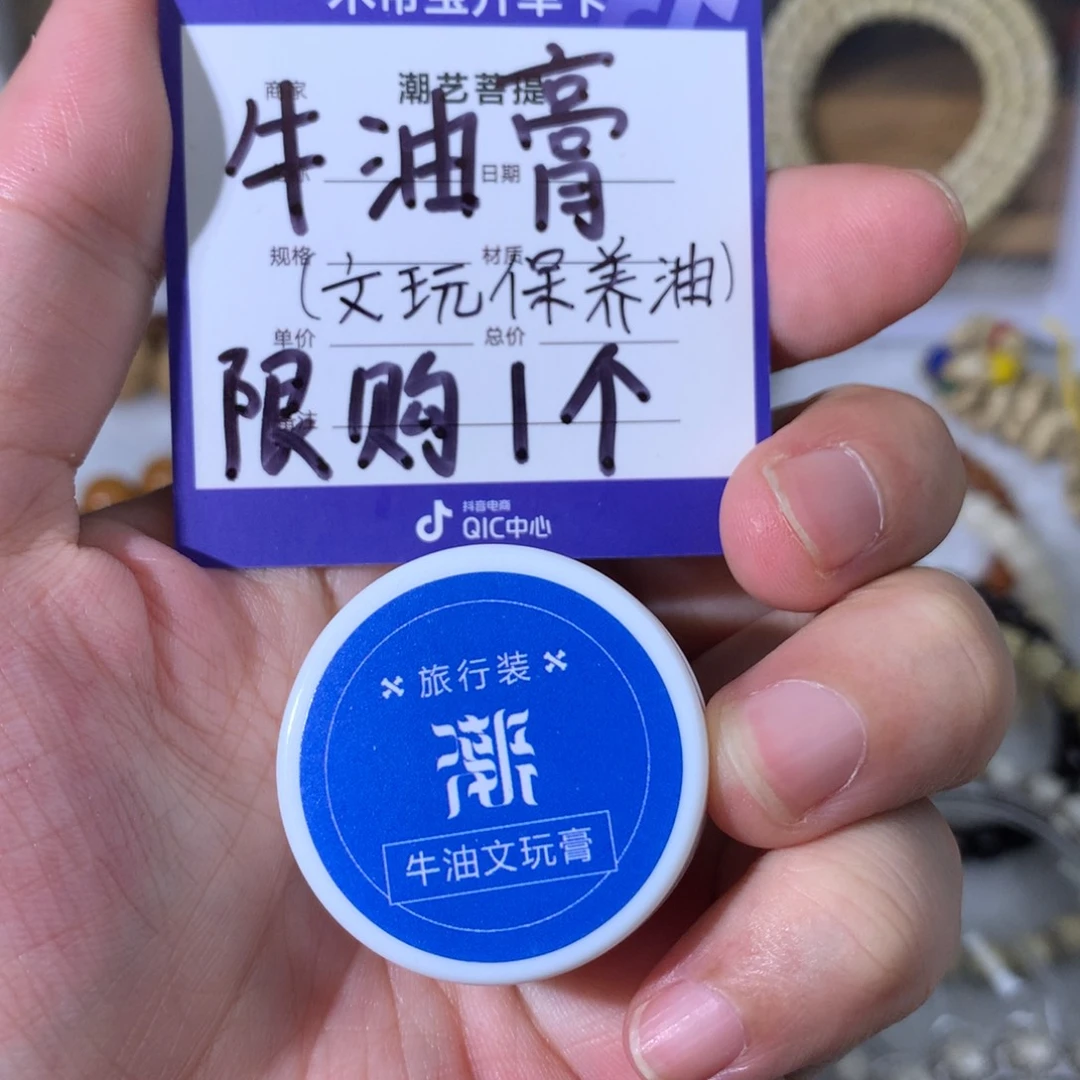 商家 潮艺菩提
牛油膏
日期
规格 材质
(文玩保养油)
单价 总价
限购1个
备注
抖音电商
QIC中心
旅行装
潮
牛油文玩膏